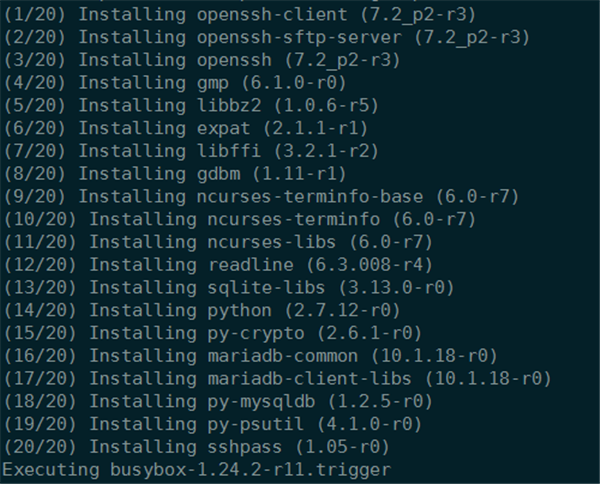 (1/20) Installing openssh-client (7.2_p2-r3)
(2/20) Installing openssh-sftp-server (7.2_p2-r3)
(3/20) Installing openssh (7.2_p2-r3)
(4/20) Installing gmp (6.1.0-r0)
(5/20) Installing libbz2 (1.0.6-r5)
(6/20) Installing expat (2.1.1-r1)
(7/20) Installing libffi (3.2.1-r2)
(8/20) Installing gdbm (1.11-r1)
(9/20) Installing ncurses-terminfo-base (6.0-r7)
(10/20) Installing ncurses-terminfo (6.0-r7)
(11/20) Installing ncurses-libs (6.0-r7)
(12/20) Installing readline (6.3.008-r4)
(13/20) Installing sqlite-libs (3.13.0-r0)
(14/20) Installing python (2.7.12-r0)
(15/20) Installing py-crypto (2.6.1-r0)
(16/20) Installing mariadb-common (10.1.18-r0)
(17/20) Installing mariadb-client-libs (10.1.18-r0)
(18/20) Installing py-mysqldb (1.2.5-r0)
(19/20) Installing py-psutil (4.1.0-r0)
(20/20) Installing sshpass (1.05-r0)
Executing busybox-1.24.2-r11.trigger